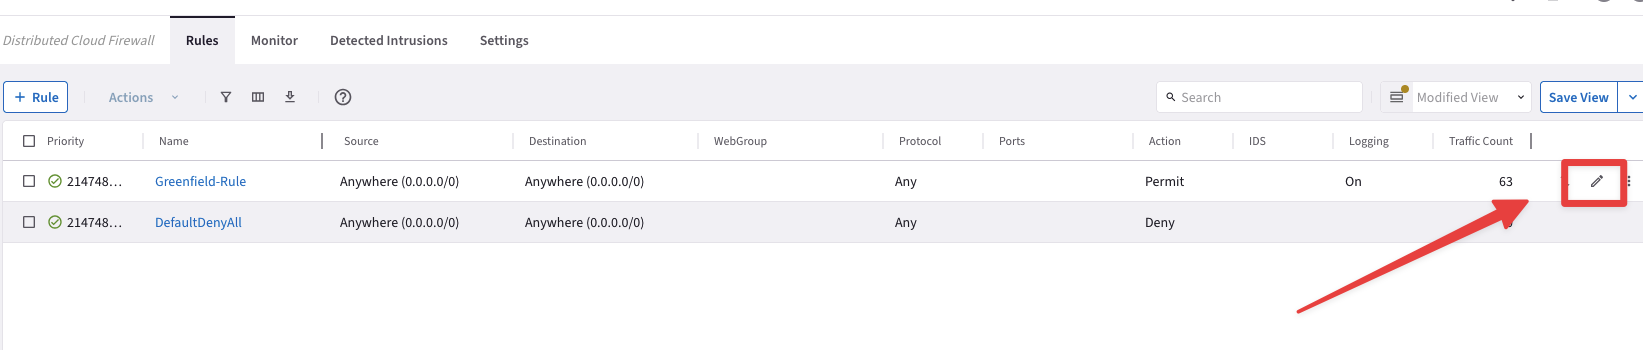 Distributed Cloud Firewall Rules Monitor Detected Intrusions Settings
+ Rule Actions Search Modified View Save View
Priority Name Source Destination WebGroup Protocol Ports Action IDS Logging Traffic Count
214748... Greenfield-Rule Anywhere (0.0.0.0/0) Anywhere (0.0.0.0/0) Any Permit On 63
214748... DefaultDenyAll Anywhere (0.0.0.0/0) Anywhere (0.0.0.0/0) Any Deny